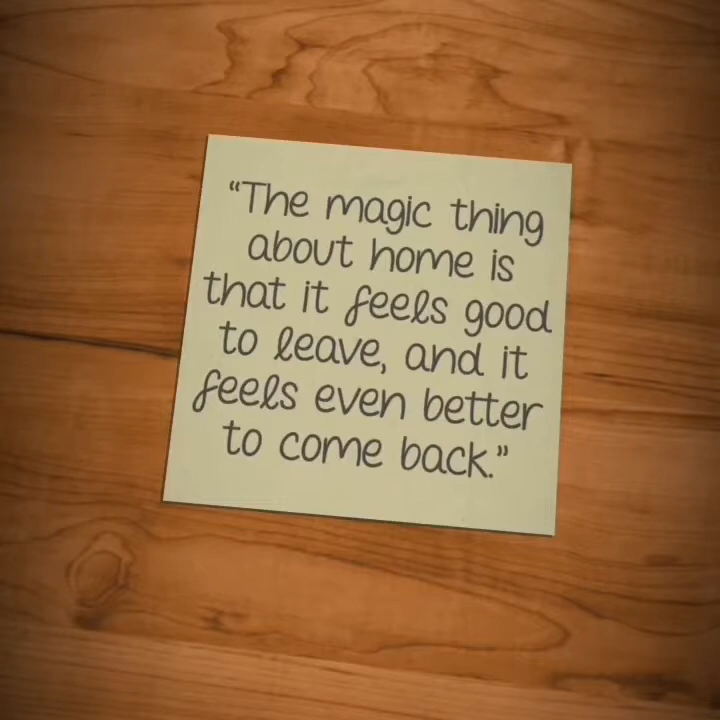 “The magic thing
about home is
that it feels good
to leave, and it
feels even better
to come back.”